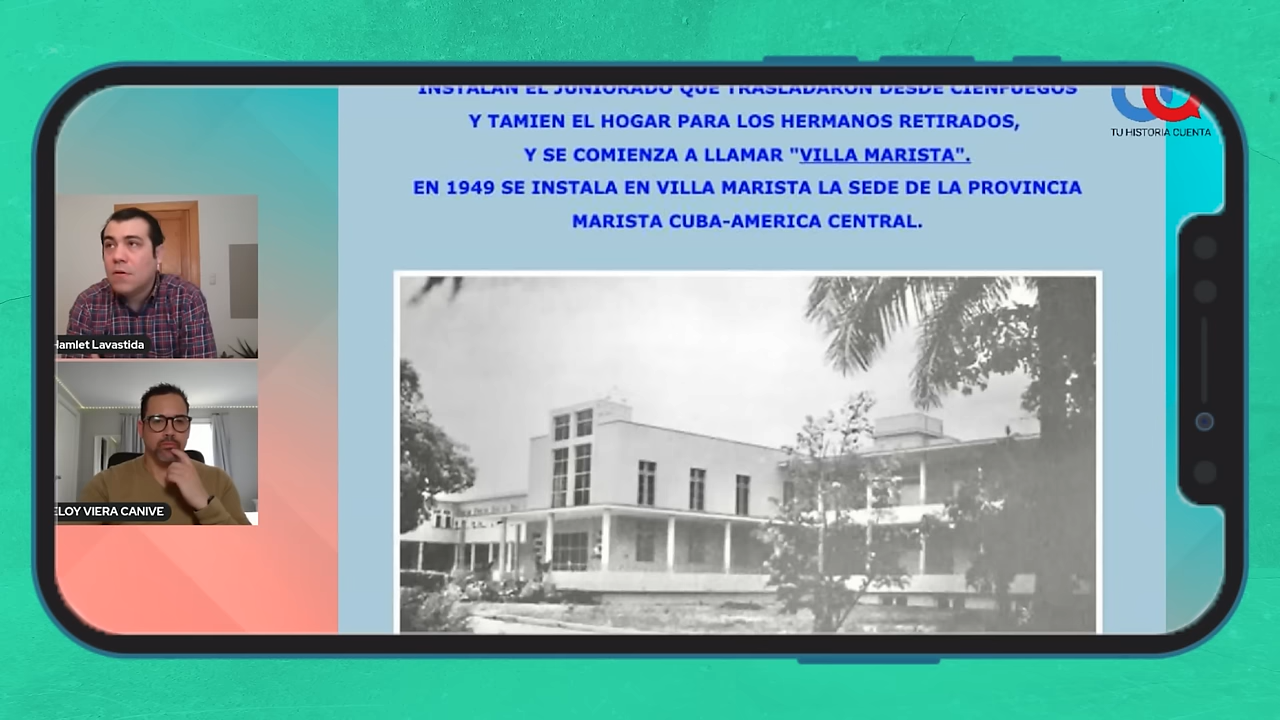 INSTALAN EL JUNIORADO QUE TRASLADARON DESDE CIENFUEGOS
Y TAMIEN EL HOGAR PARA LOS HERMANOS RETIRADOS,
Y SE COMIENZA A LLAMAR "VILLA MARISTA".
EN 1949 SE INSTALA EN VILLA MARISTA LA SEDE DE LA PROVINCIA
MARISTA CUBA-AMERICA CENTRAL.
TU HISTORIA CUENTA
Hamlet Lavastida
ELOY VIERA CANIVE